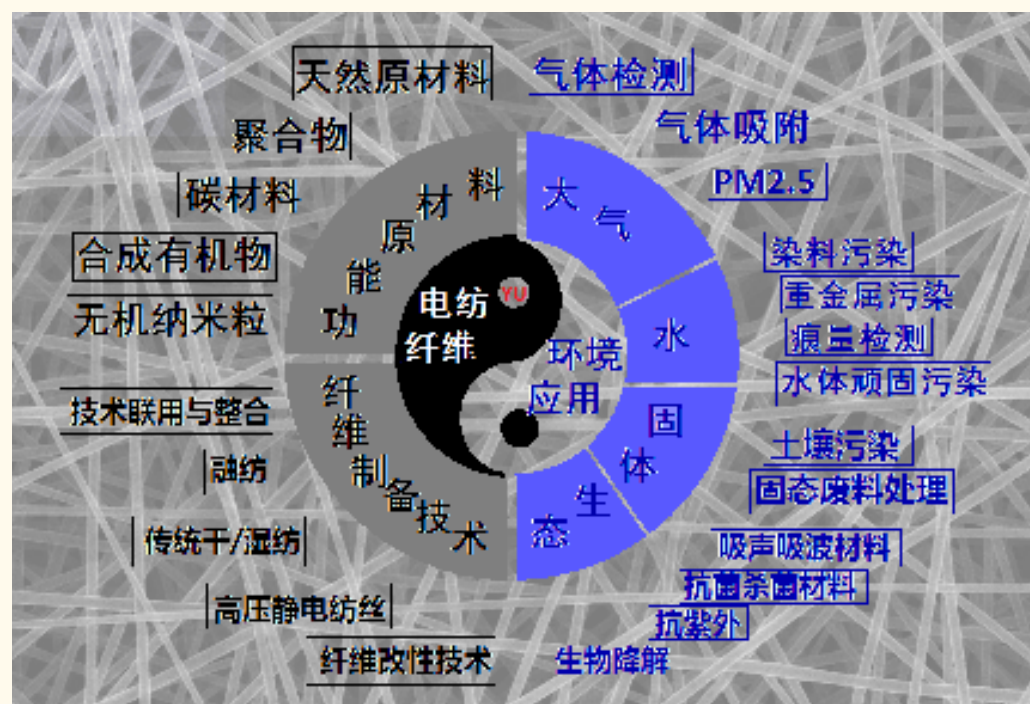 天然原材料
聚合物
碳材料
合成有机物
无机纳米粒
技术联用与整合
融纺
传统干/湿纺
高压静电纺丝
纤维改性技术
功能原材料
纤维制备技术
电纺
纤维
YU
环境
应用
大气
水
固体
生态
气体检测
气体吸附
PM2.5
染料污染
重金属污染
痕量检测
水体顽固污染
土壤污染
固态废料处理
吸声吸波材料
抗菌杀菌材料
抗紫外
生物降解